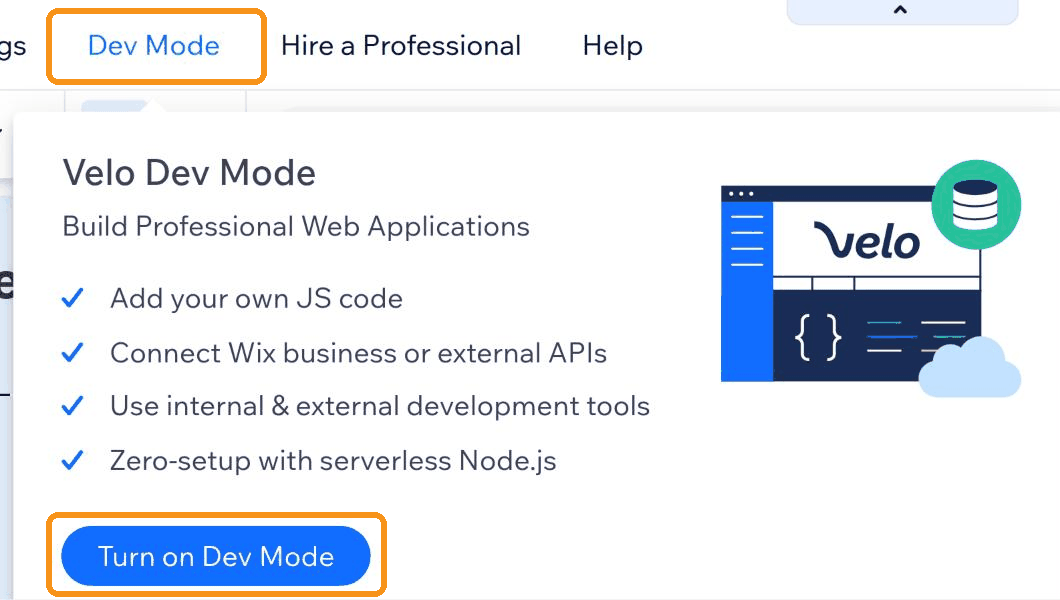 gs Dev Mode Hire a Professional Help
Velo Dev Mode
Build Professional Web Applications
velo
Add your own JS code
{ }
Connect Wix business or external APIs
Use internal & external development tools
Zero-setup with serverless Node.js
Turn on Dev Mode